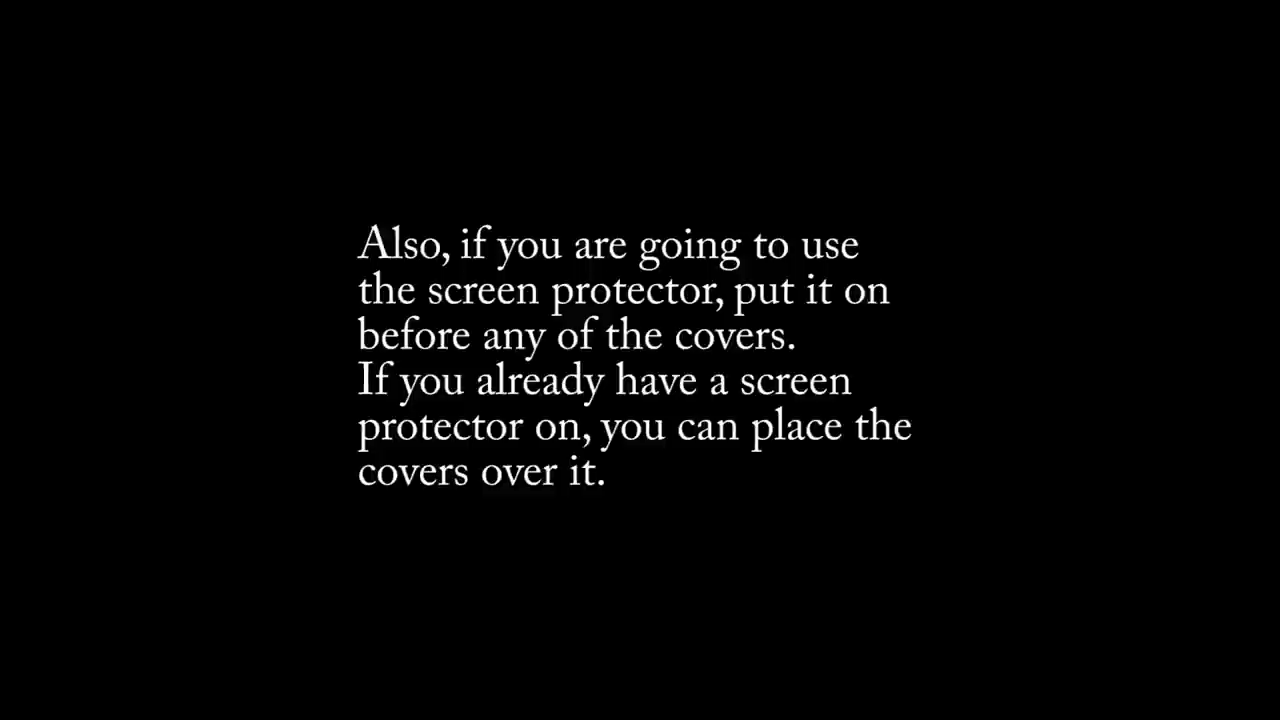 Also, if you are going to use
the screen protector, put it on
before any of the covers.
If you already have a screen
protector on, you can place the
covers over it.